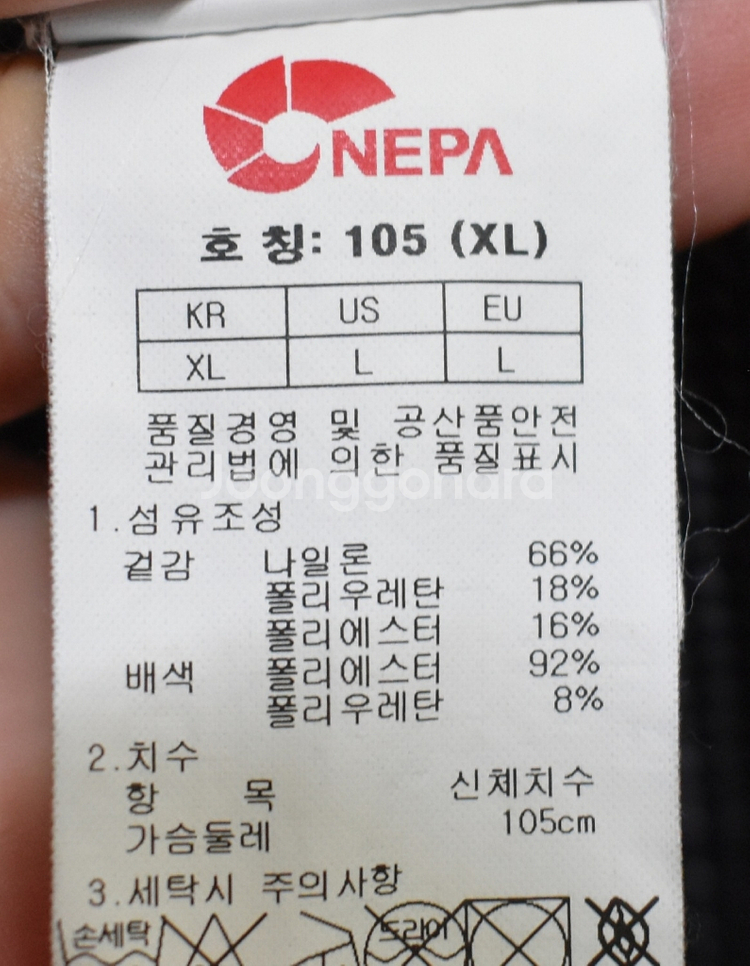 NEPA
호 칭: 105 (XL)
KR US EU
XL L L
품질경영 및 공산품안전
관리법에 의한 품질표시
Joonggonara
1.섬유조성
겉감 나일론 66%
폴리우레탄 18%
폴리에스터 16%
배색 폴리에스터 92%
폴리우레탄 8%
2.치수
항 목 신체치수
가슴둘레 105cm
3.세탁시 주의사항
손세탁 드라이